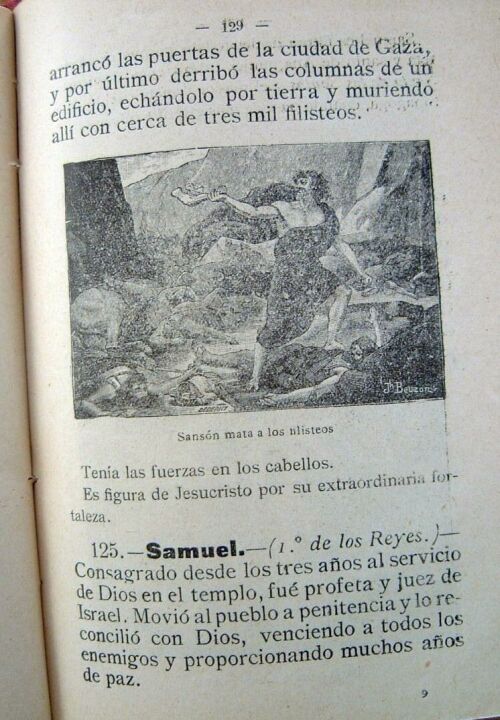 — 129 —
arrancó las puertas de la ciudad de Gaza,
y por último derribó las columnas de un
edificio, echándolo por tierra y muriendo
allí con cerca de tres mil filisteos.
Sansón mata a los filisteos
Tenía las fuerzas en los cabellos.
Es figura de Jesucristo por su extraordinaria for-
taleza.
125.—Samuel.—(1.º de los Reyes.)—
Consagrado desde los tres años al servicio
de Dios en el templo, fué profeta y juez de
Israel. Movió al pueblo a penitencia y lo re-
concilió con Dios, venciendo a todos los
enemigos y proporcionando muchos años
de paz.
9